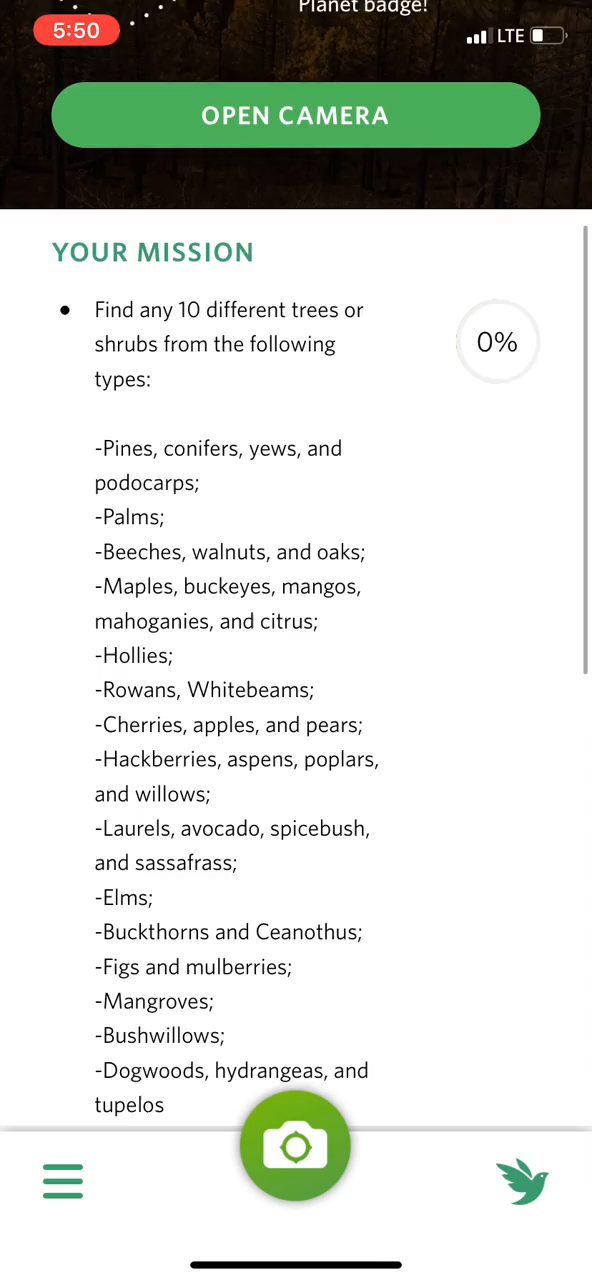 Planet badge!
5:50
LTE
OPEN CAMERA
YOUR MISSION
• Find any 10 different trees or
shrubs from the following
types:
0%
-Pines, conifers, yews, and
podocarps;
-Palms;
-Beeches, walnuts, and oaks;
-Maples, buckeyes, mangos,
mahoganies, and citrus;
-Hollies;
-Rowans, Whitebeams;
-Cherries, apples, and pears;
-Hackberries, aspens, poplars,
and willows;
-Laurels, avocado, spicebush,
and sassafrass;
-Elms;
-Buckthorns and Ceanothus;
-Figs and mulberries;
-Mangroves;
-Bushwillows;
-Dogwoods, hydrangeas, and
tupelos